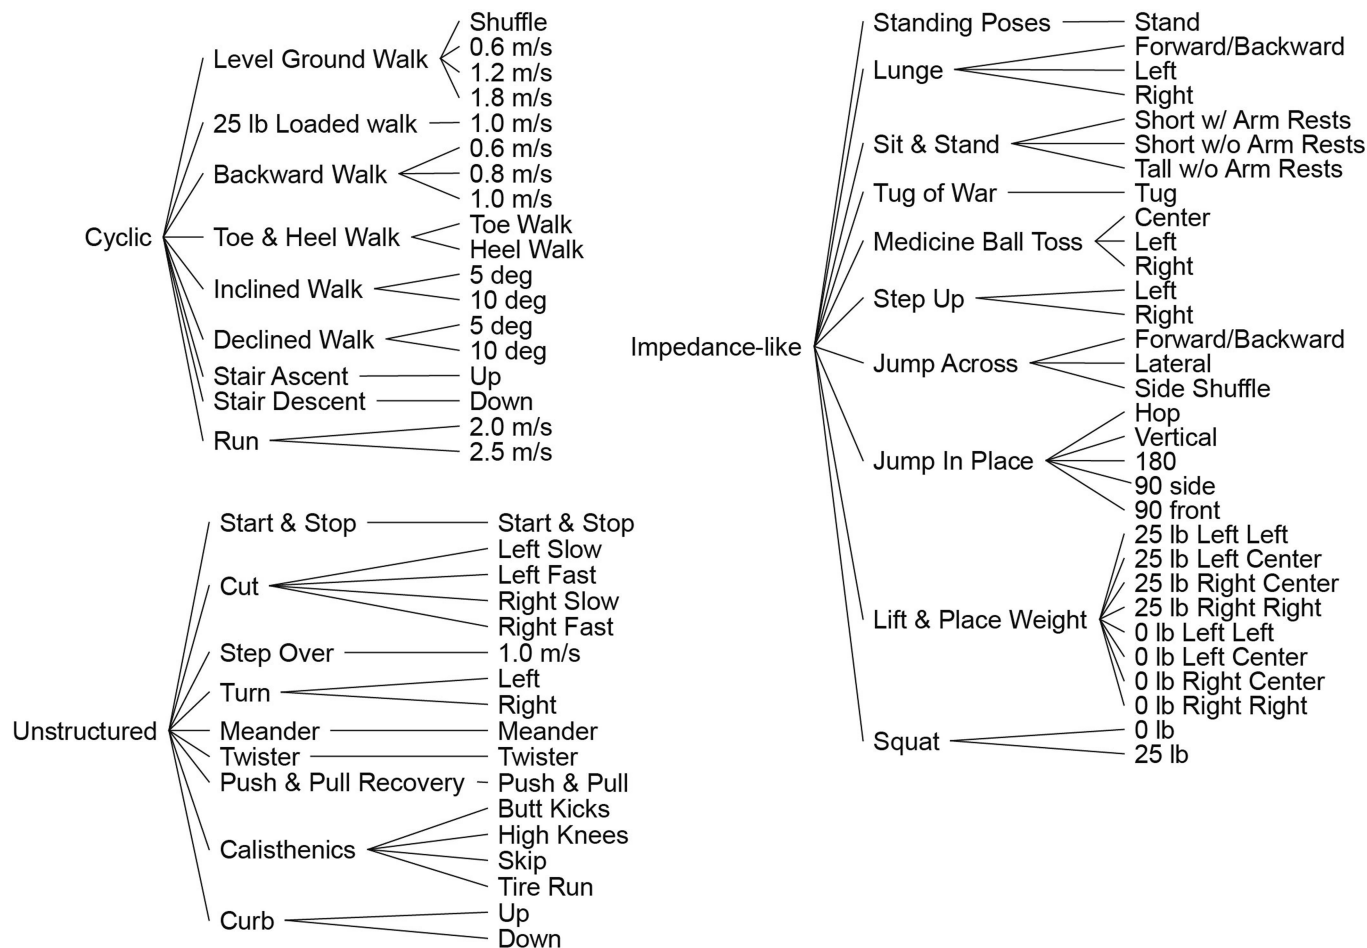 Cyclic
Level Ground Walk
Shuffle
0.6 m/s
1.2 m/s
1.8 m/s
25 lb Loaded walk
1.0 m/s
Backward Walk
0.6 m/s
0.8 m/s
1.0 m/s
Toe & Heel Walk
Toe Walk
Heel Walk
Inclined Walk
5 deg
10 deg
Declined Walk
5 deg
10 deg
Stair Ascent
Up
Stair Descent
Down
Run
2.0 m/s
2.5 m/s
Unstructured
Start & Stop
Start & Stop
Cut
Left Slow
Left Fast
Right Slow
Right Fast
Step Over
1.0 m/s
Turn
Left
Right
Meander
Meander
Twister
Twister
Push & Pull Recovery
Push & Pull
Calisthenics
Butt Kicks
High Knees
Skip
Tire Run
Curb
Up
Down
Impedance-like
Standing Poses
Stand
Lunge
Forward/Backward
Left
Right
Sit & Stand
Short w/ Arm Rests
Short w/o Arm Rests
Tall w/o Arm Rests
Tug of War
Tug
Medicine Ball Toss
Center
Left
Right
Step Up
Left
Right
Jump Across
Forward/Backward
Lateral
Side Shuffle
Jump In Place
Hop
Vertical
180
90 side
90 front
Lift & Place Weight
25 lb Left Left
25 lb Left Center
25 lb Right Center
25 lb Right Right
0 lb Left Left
0 lb Left Center
0 lb Right Center
0 lb Right Right
Squat
0 lb
25 lb